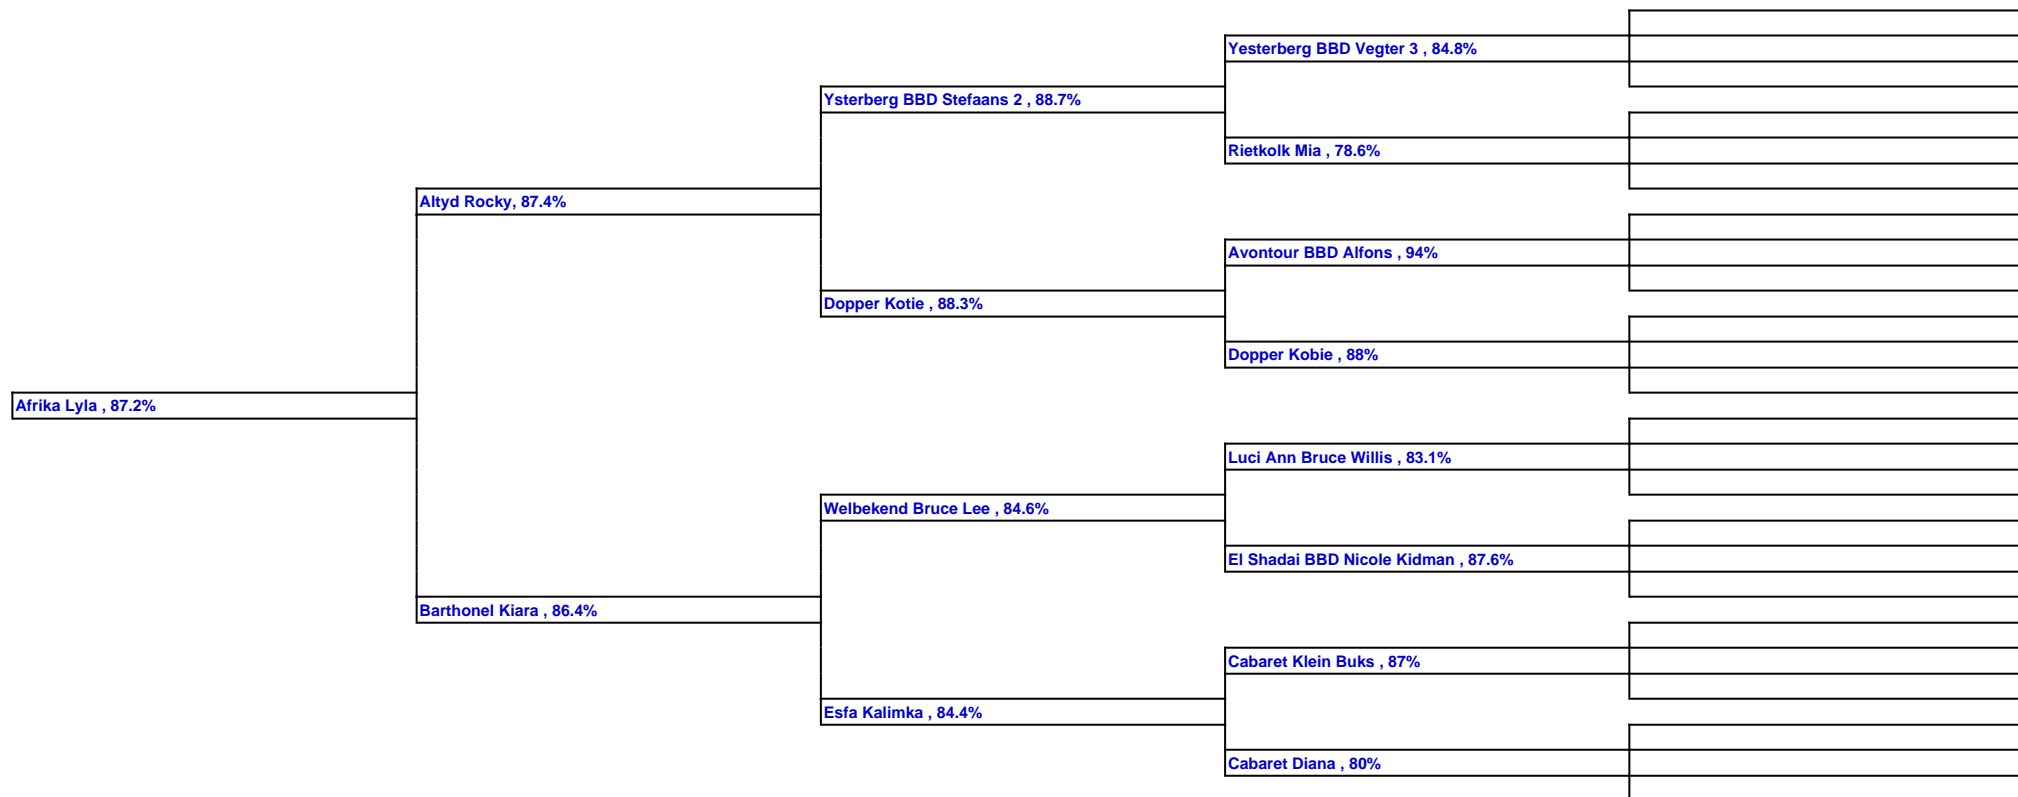 Yesterberg BBD Vegter 3 , 84.8%
Ysterberg BBD Stefaans 2 , 88.7%
Rietkolk Mia , 78.6%
Altyd Rocky, 87.4%
Avontour BBD Alfons , 94%
Dopper Kotie , 88.3%
Dopper Kobie , 88%
Afrika Lyla , 87.2%
Luci Ann Bruce Willis , 83.1%
Welbekend Bruce Lee , 84.6%
El Shadai BBD Nicole Kidman , 87.6%
Barthonel Kiara , 86.4%
Cabaret Klein Buks , 87%
Esfa Kalimka , 84.4%
Cabaret Diana , 80%